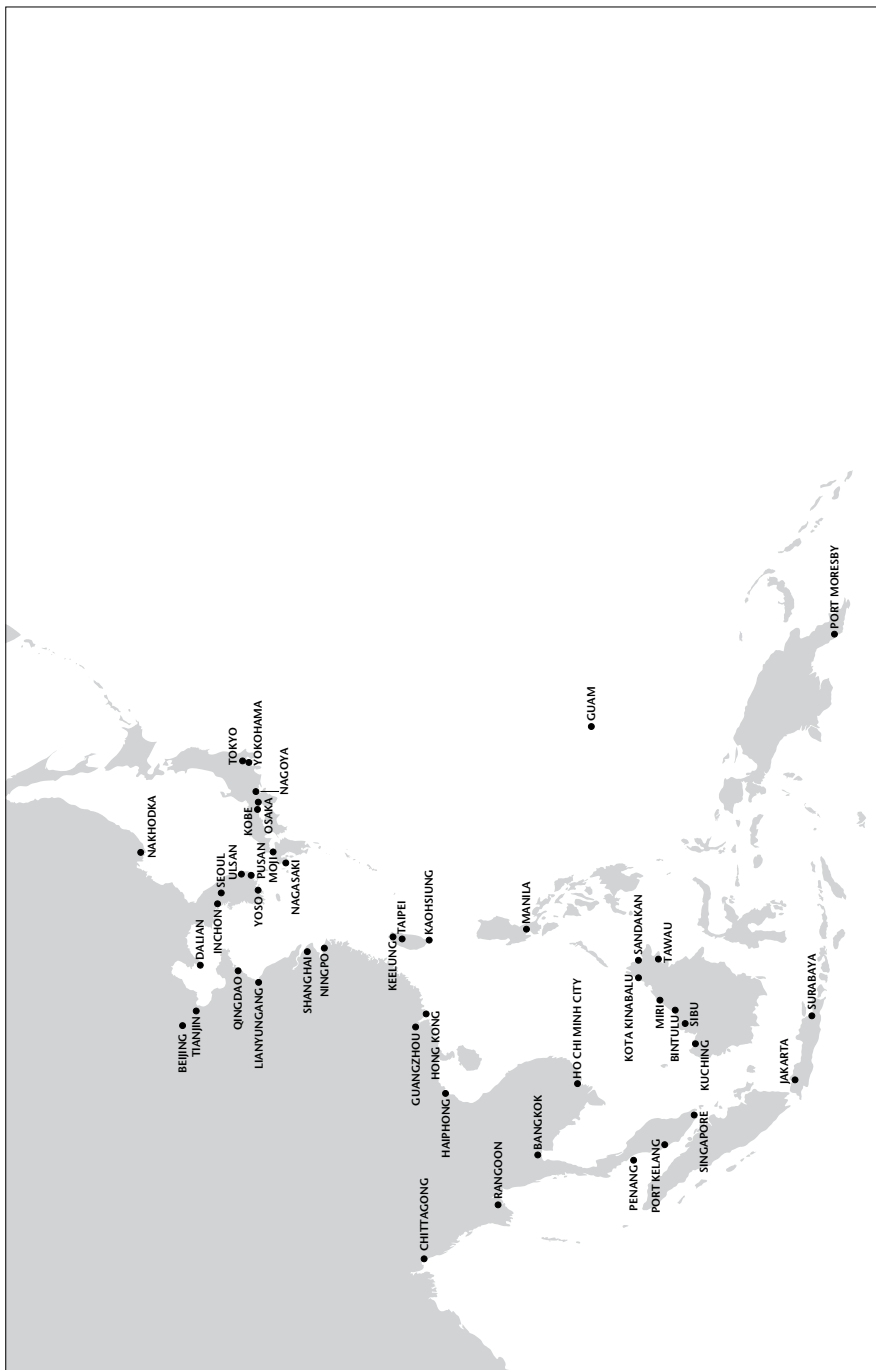 NAKHODKA
BEIJING
TIANJIN
DALIAN
INCHON
SEOUL
ULSAN
PUSAN
YOSO
MOJI
NAGASAKI
KOBE
OSAKA
NAGOYA
TOKYO
YOKOHAMA
QINGDAO
LIANYUNGANG
SHANGHAI
NINGPO
KEELUNG
TAIPEI
KAOHSIUNG
GUANGZHOU
HONG KONG
HAIPHONG
CHITTAGONG
RANGOON
BANGKOK
HO CHI MINH CITY
MANILA
GUAM
PENANG
PORT KELANG
SINGAPORE
KOTA KINABALU
SANDAKAN
TAWAU
MIRI
BINTULU
SIBU
KUCHING
JAKARTA
SURABAYA
PORT MORESBY